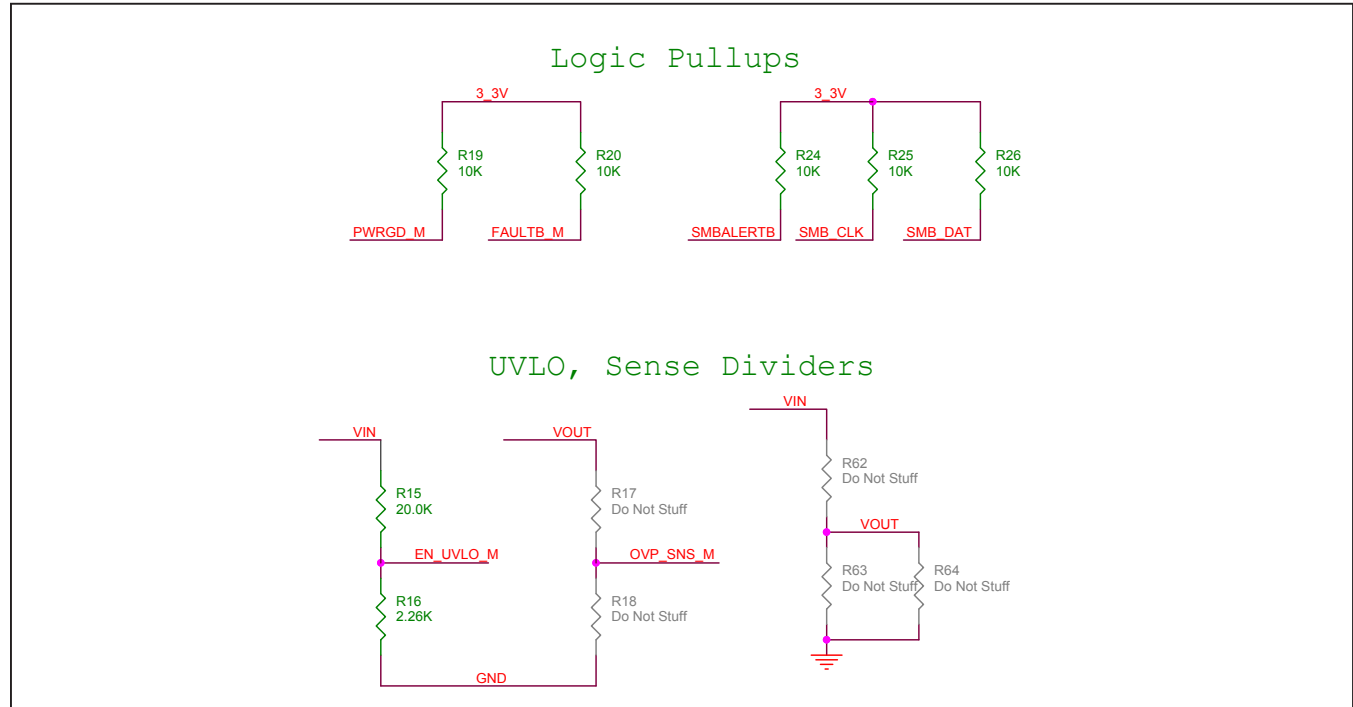 Logic Pullups
3_3V
3_3V
R19
10K
R20
10K
R24
10K
R25
10K
R26
10K
PWRGD_M
FAULTB_M
SMBALERTB
SMB_CLK
SMB_DAT
UVLO, Sense Dividers
VIN
VOUT
VIN
R15
20.0K
R17
Do Not Stuff
R62
Do Not Stuff
EN_UVLO_M
OVP_SNS_M
VOUT
R16
2.26K
R18
Do Not Stuff
R63
Do Not Stuff
R64
Do Not Stuff
GND